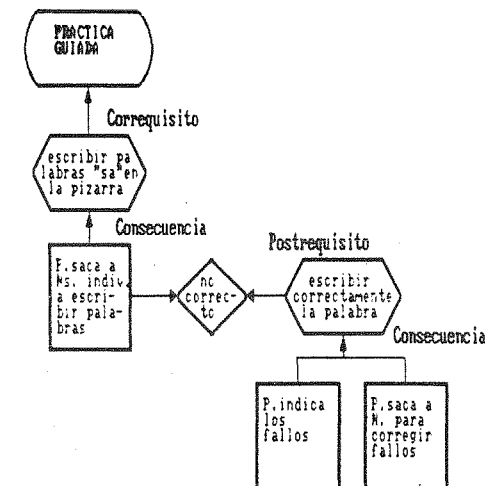 PRACTICA
GUIADA
Correquisito
escribir pa
labras "sa"en
la pizarra
Consecuencia
P.saca a
Ns. indiv.
a escri-
bir pala-
bras
no
correc-
to
Postrequisito
escribir
correctamente
la palabra
Consecuencia
P.indica
los
fallos
P.saca a
N. para
corregir
fallos